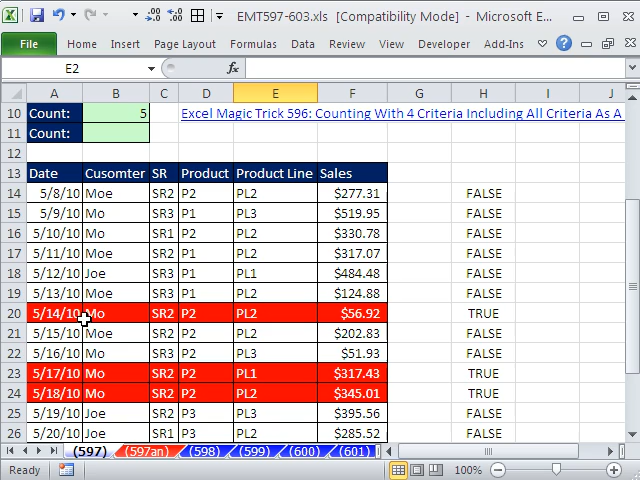 EMT597-603.xls [Compatibility Mode] - Microsoft E...
File Home Insert Page Layout Formulas Data Review View Developer Add-Ins
E2 fx
A B C D E F G H I J
10 Count: 5 Excel Magic Trick 596: Counting With 4 Criteria Including All Criteria As A
11 Count:
12
13 Date Cusomter SR Product Product Line Sales
14 5/8/10 Moe SR2 P2 PL2 $277.31 FALSE
15 5/9/10 Mo SR3 P1 PL3 $519.95 FALSE
16 5/10/10 Mo SR1 P2 PL2 $330.78 FALSE
17 5/11/10 Moe SR2 P2 PL2 $317.07 FALSE
18 5/12/10 Joe SR3 P1 PL1 $484.48 FALSE
19 5/13/10 Moe SR3 P1 PL2 $124.88 FALSE
20 5/14/10 Mo SR2 P2 PL2 $56.92 TRUE
21 5/15/10 Moe SR2 P2 PL2 $202.83 FALSE
22 5/16/10 Mo SR3 P2 PL3 $51.93 FALSE
23 5/17/10 Mo SR2 P2 PL1 $317.43 TRUE
24 5/18/10 Mo SR2 P2 PL2 $345.01 TRUE
25 5/19/10 Joe SR2 P3 PL3 $395.56 FALSE
26 5/20/10 Joe SR1 P3 PL2 $285.52 FALSE
(597) (597an) (598) (599) (600) (601)
Ready 100%